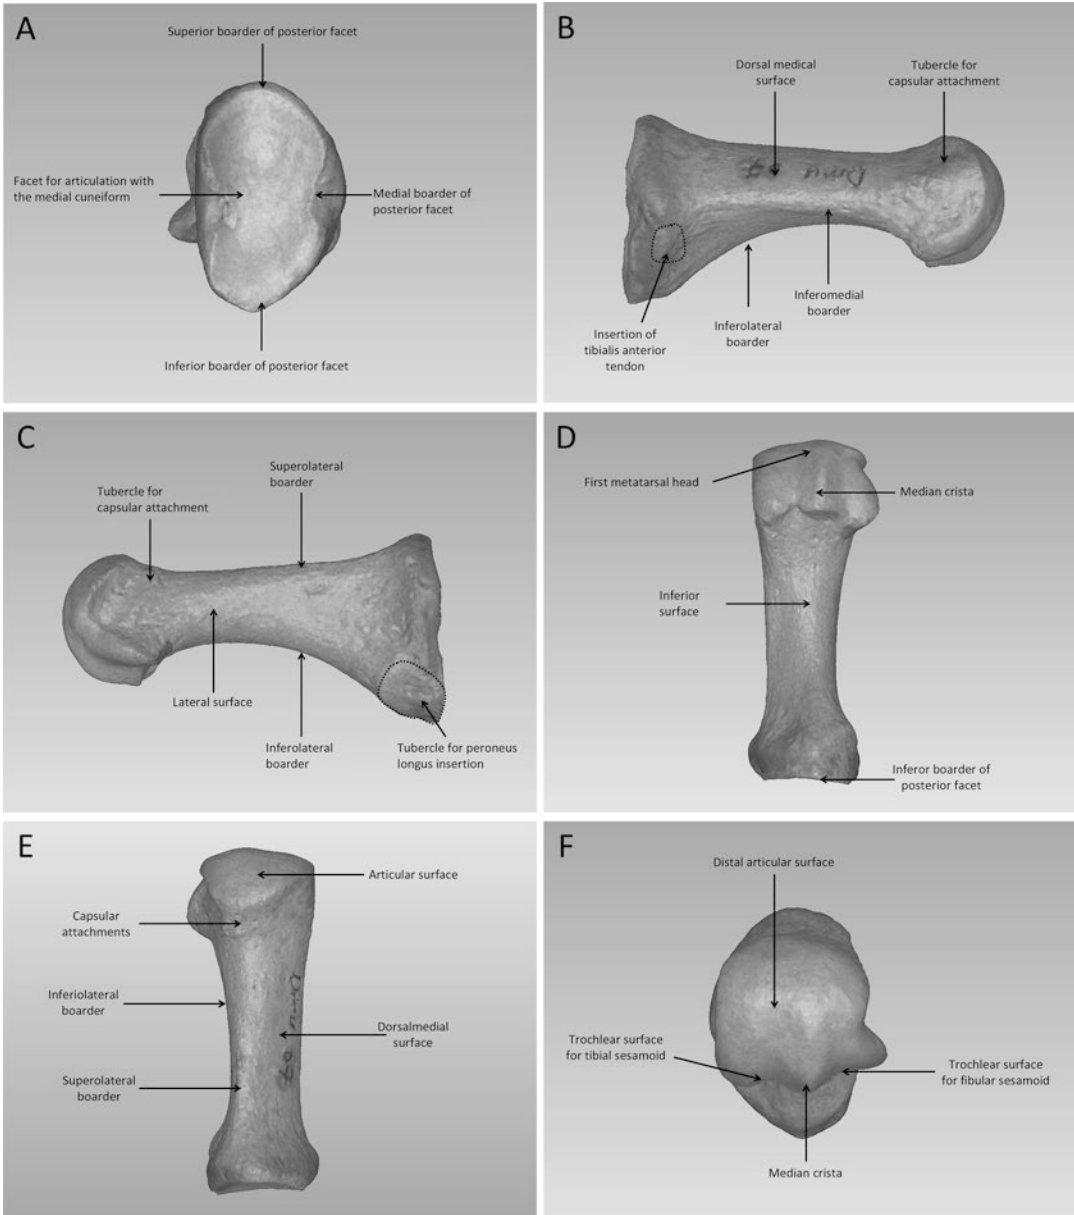 A
Superior boarder of posterior facet
Facet for articulation with
the medial cuneiform
Medial boarder of
posterior facet
Inferior boarder of posterior facet
B
Dorsal medical
surface
Tubercle for
capsular attachment
Inferomedial
boarder
Inferolateral
boarder
Insertion of
tibialis anterior
tendon
C
Superolateral
boarder
Tubercle for
capsular attachment
Lateral surface
Inferolateral
boarder
Tubercle for peroneus
longus insertion
D
First metatarsal head
Median crista
Inferior
surface
Inferor boarder of
posterior facet
E
Articular surface
Capsular
attachments
Inferiolateral
boarder
Dorsalmedial
surface
Superolateral
boarder
F
Distal articular surface
Trochlear surface
for tibial sesamoid
Trochlear surface
for fibular sesamoid
Median crista